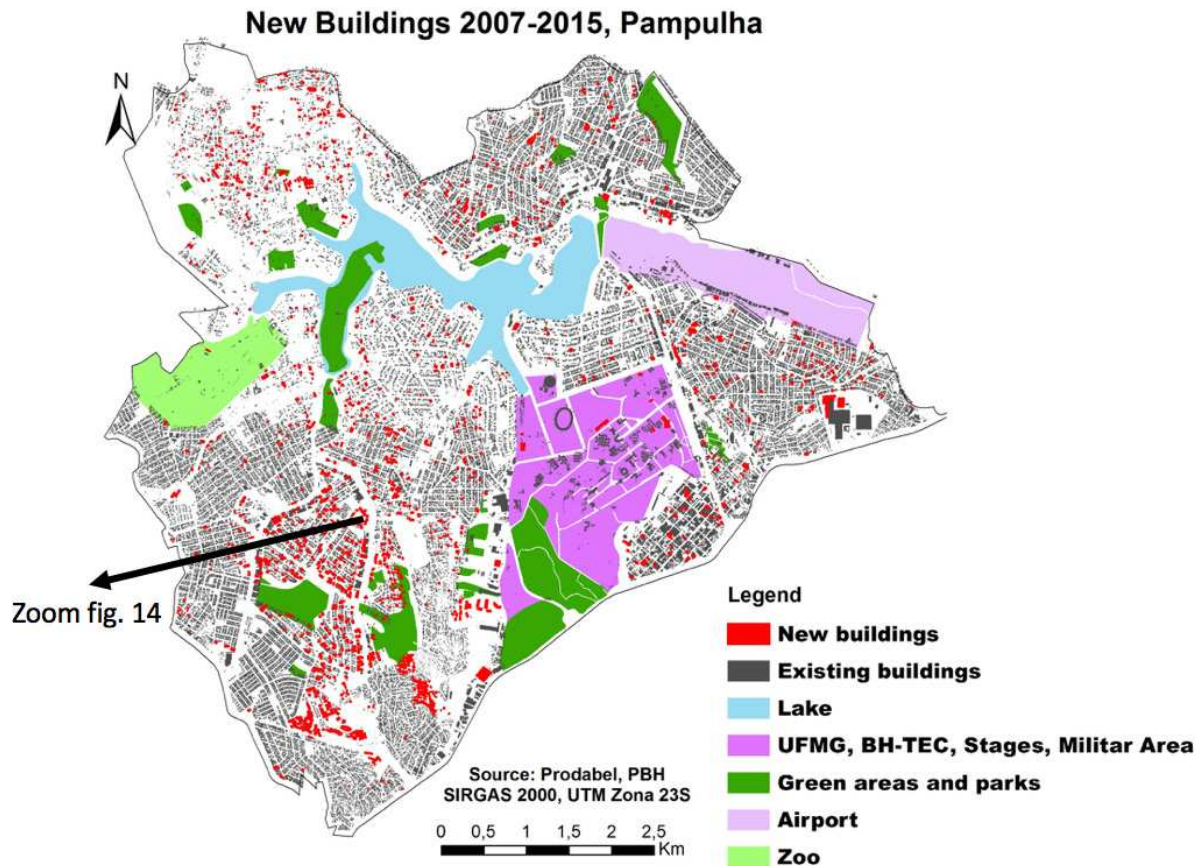 New Buildings 2007-2015, Pampulha
N
Zoom fig. 14
Legend
New buildings
Existing buildings
Lake
UFMG, BH-TEC, Stages, Militar Area
Green areas and parks
Airport
Zoo
Source: Prodabel, PBH
SIRGAS 2000, UTM Zona 23S
0 0,5 1 1,5 2 2,5
Km